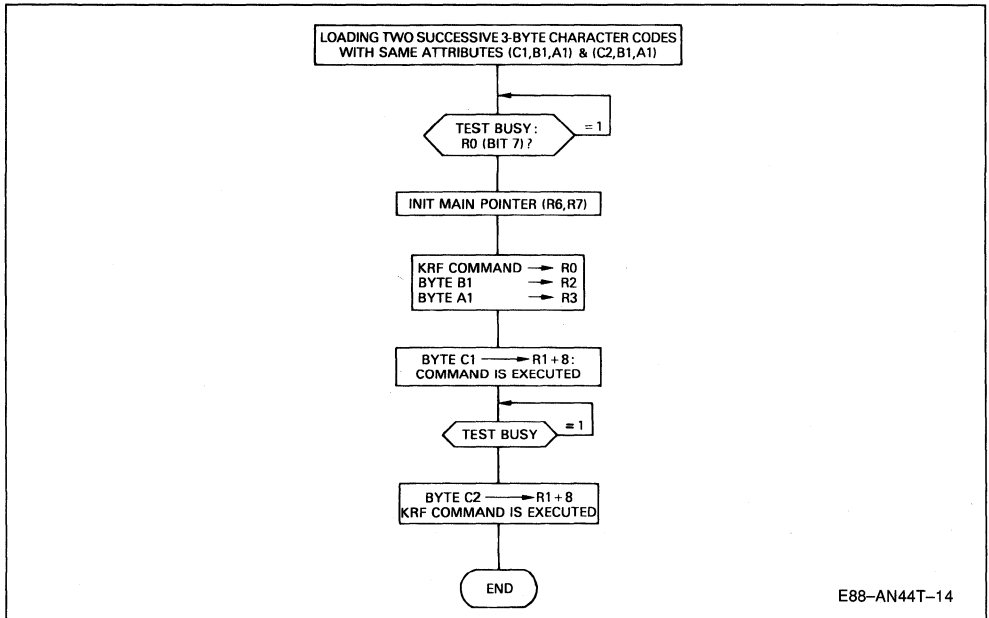 LOADING TWO SUCCESSIVE 3-BYTE CHARACTER CODES
WITH SAME ATTRIBUTES (C1,B1,A1) & (C2,B1,A1)
TEST BUSY:
R0 (BIT 7)?
=1
INIT MAIN POINTER (R6,R7)
KRF COMMAND → R0
BYTE B1 → R2
BYTE A1 → R3
BYTE C1 → R1+8:
COMMAND IS EXECUTED
TEST BUSY
=1
BYTE C2 → R1+8
KRF COMMAND IS EXECUTED
END
E88–AN44T–14